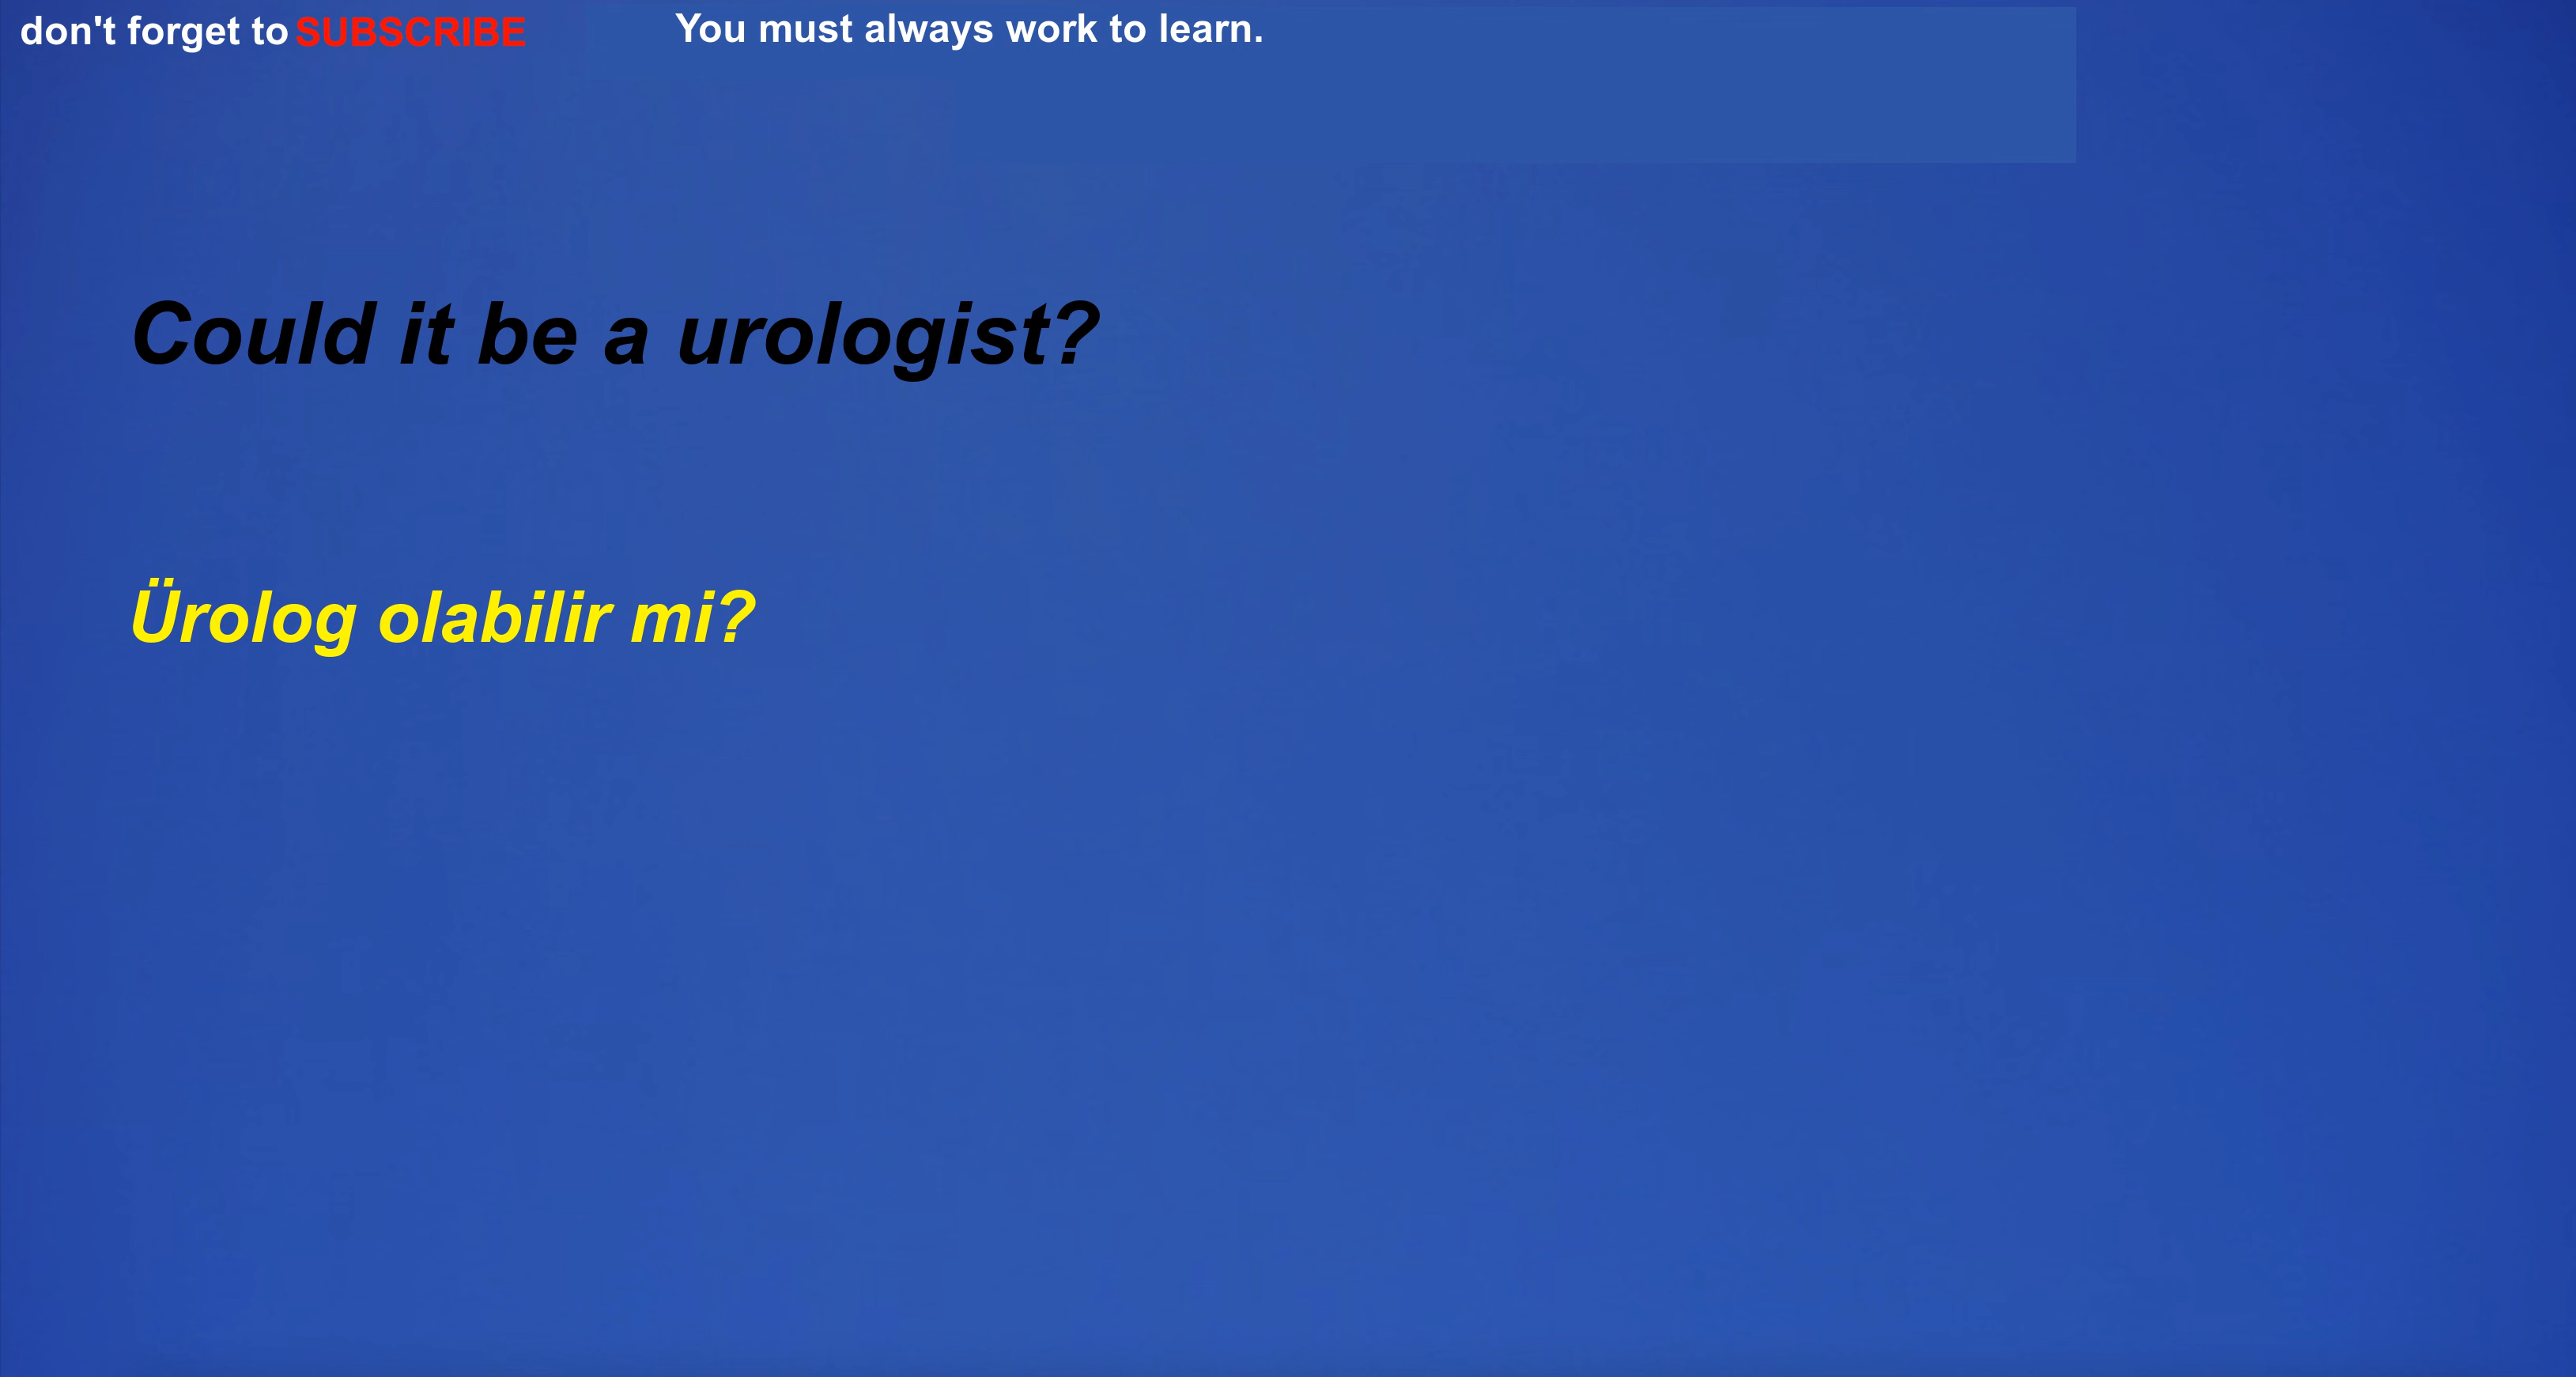 don't forget to SUBSCRIBE
You must always work to learn.
Could it be a urologist?
Ürolog olabilir mi?